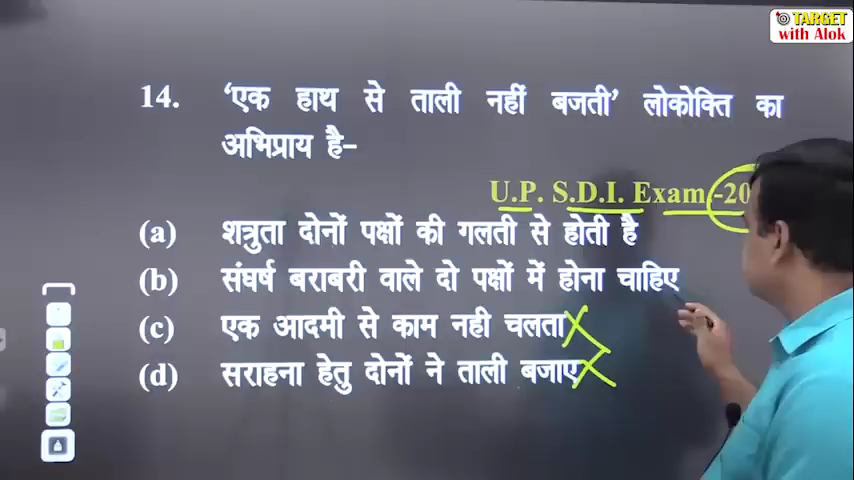 TARGET
with Alok
14. ‘एक हाथ से ताली नहीं बजती’ लोकोक्ति का
अभिप्राय है–
U.P. S.D.I. Exam.-20
(a) शत्रुता दोनों पक्षों की गलती से होती है
(b) संघर्ष बराबरी वाले दो पक्षों में होना चाहिए
(c) एक आदमी से काम नही चलता
(d) सराहना हेतु दोनों ने ताली बजाए